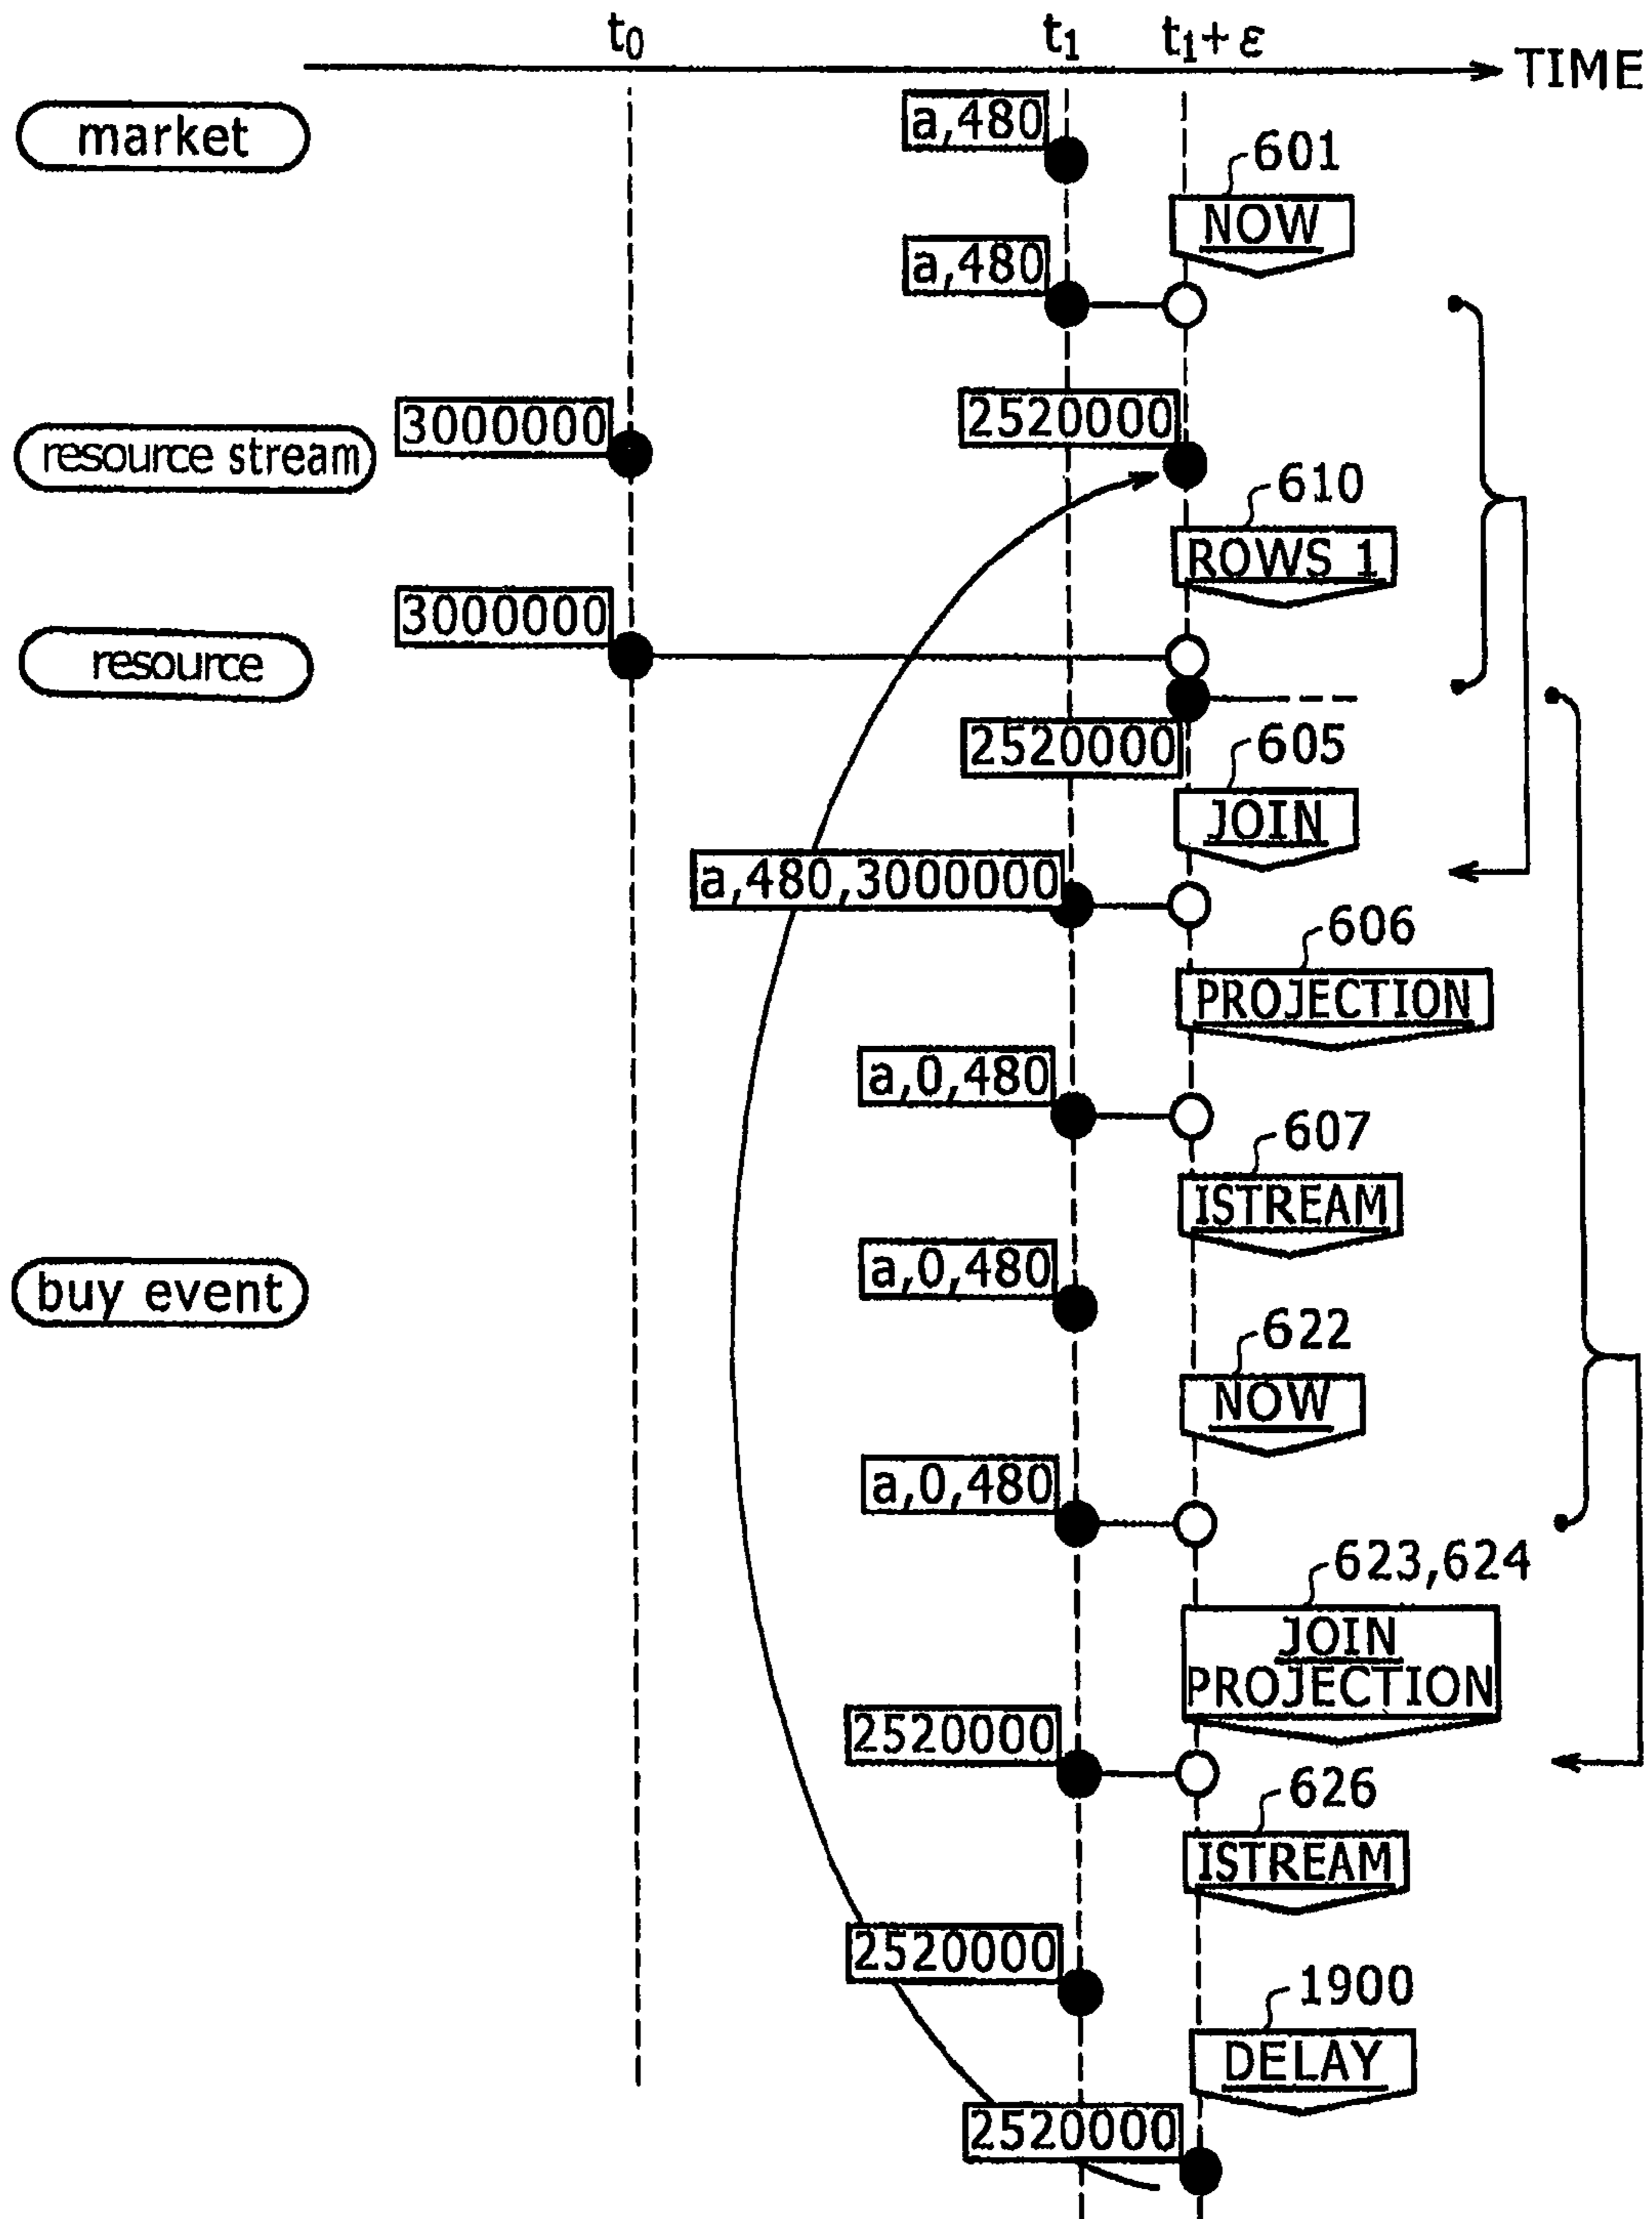 t₀ t₁ t₁+ε TIME
market
a,480
601
NOW
a,480
resource stream
3000000
2520000
610
ROWS 1
resource
3000000
2520000
605
JOIN
a,480,3000000
606
PROJECTION
a,0,480
607
ISTREAM
buy event
a,0,480
622
NOW
a,0,480
623,624
JOIN
PROJECTION
2520000
626
ISTREAM
2520000
1900
DELAY
2520000